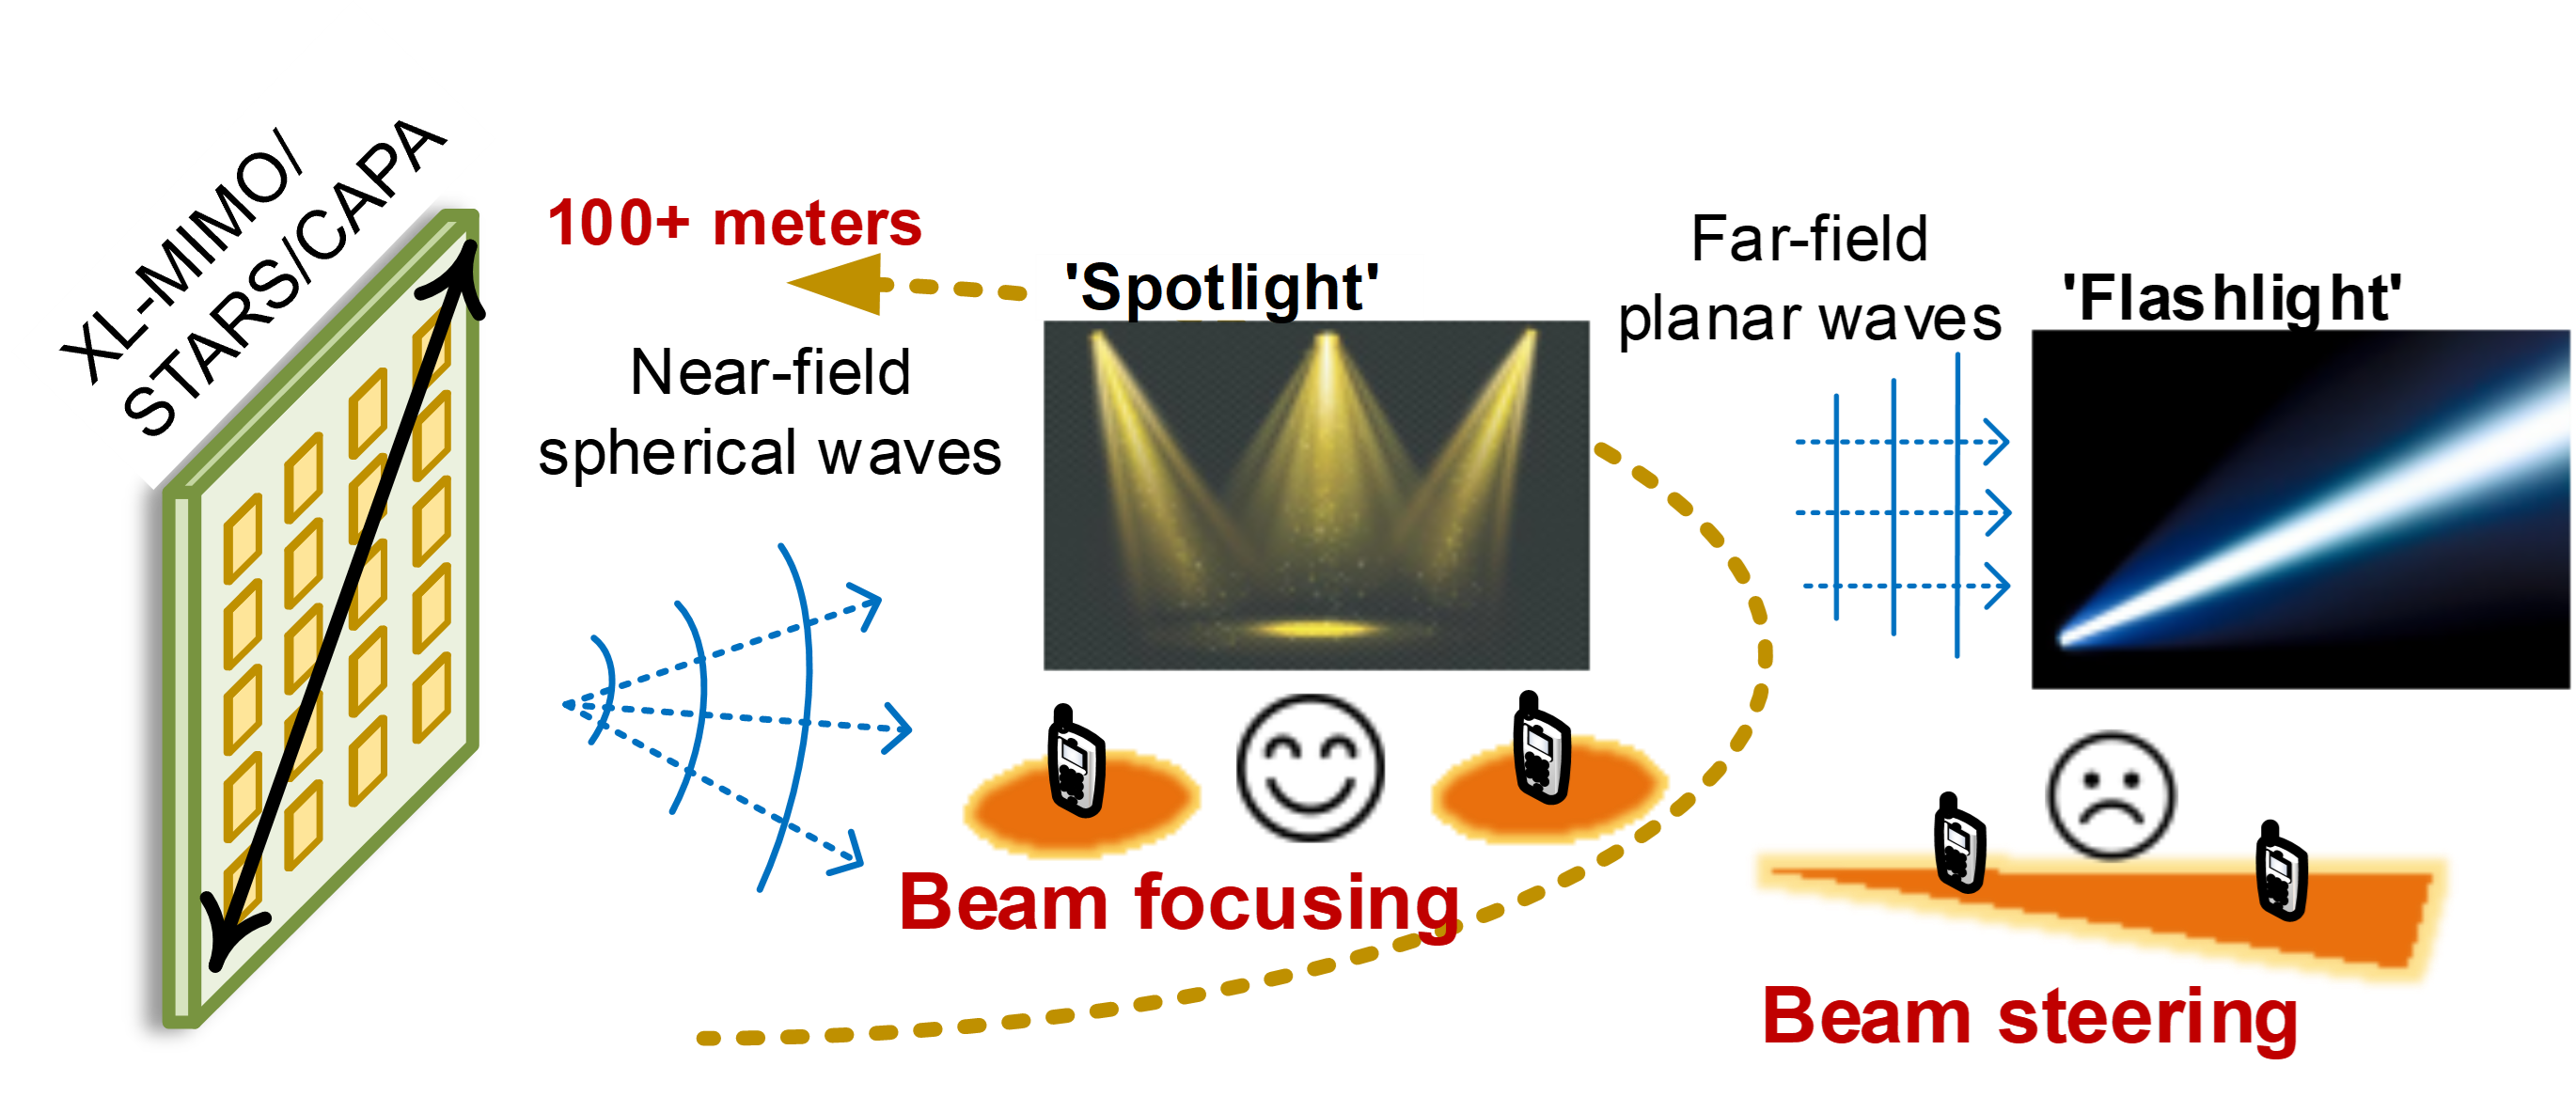 XL-MIMO/
STARS/CAPA
100+ meters
Near-field
spherical waves
'Spotlight'
Beam focusing
Far-field
planar waves
'Flashlight'
Beam steering